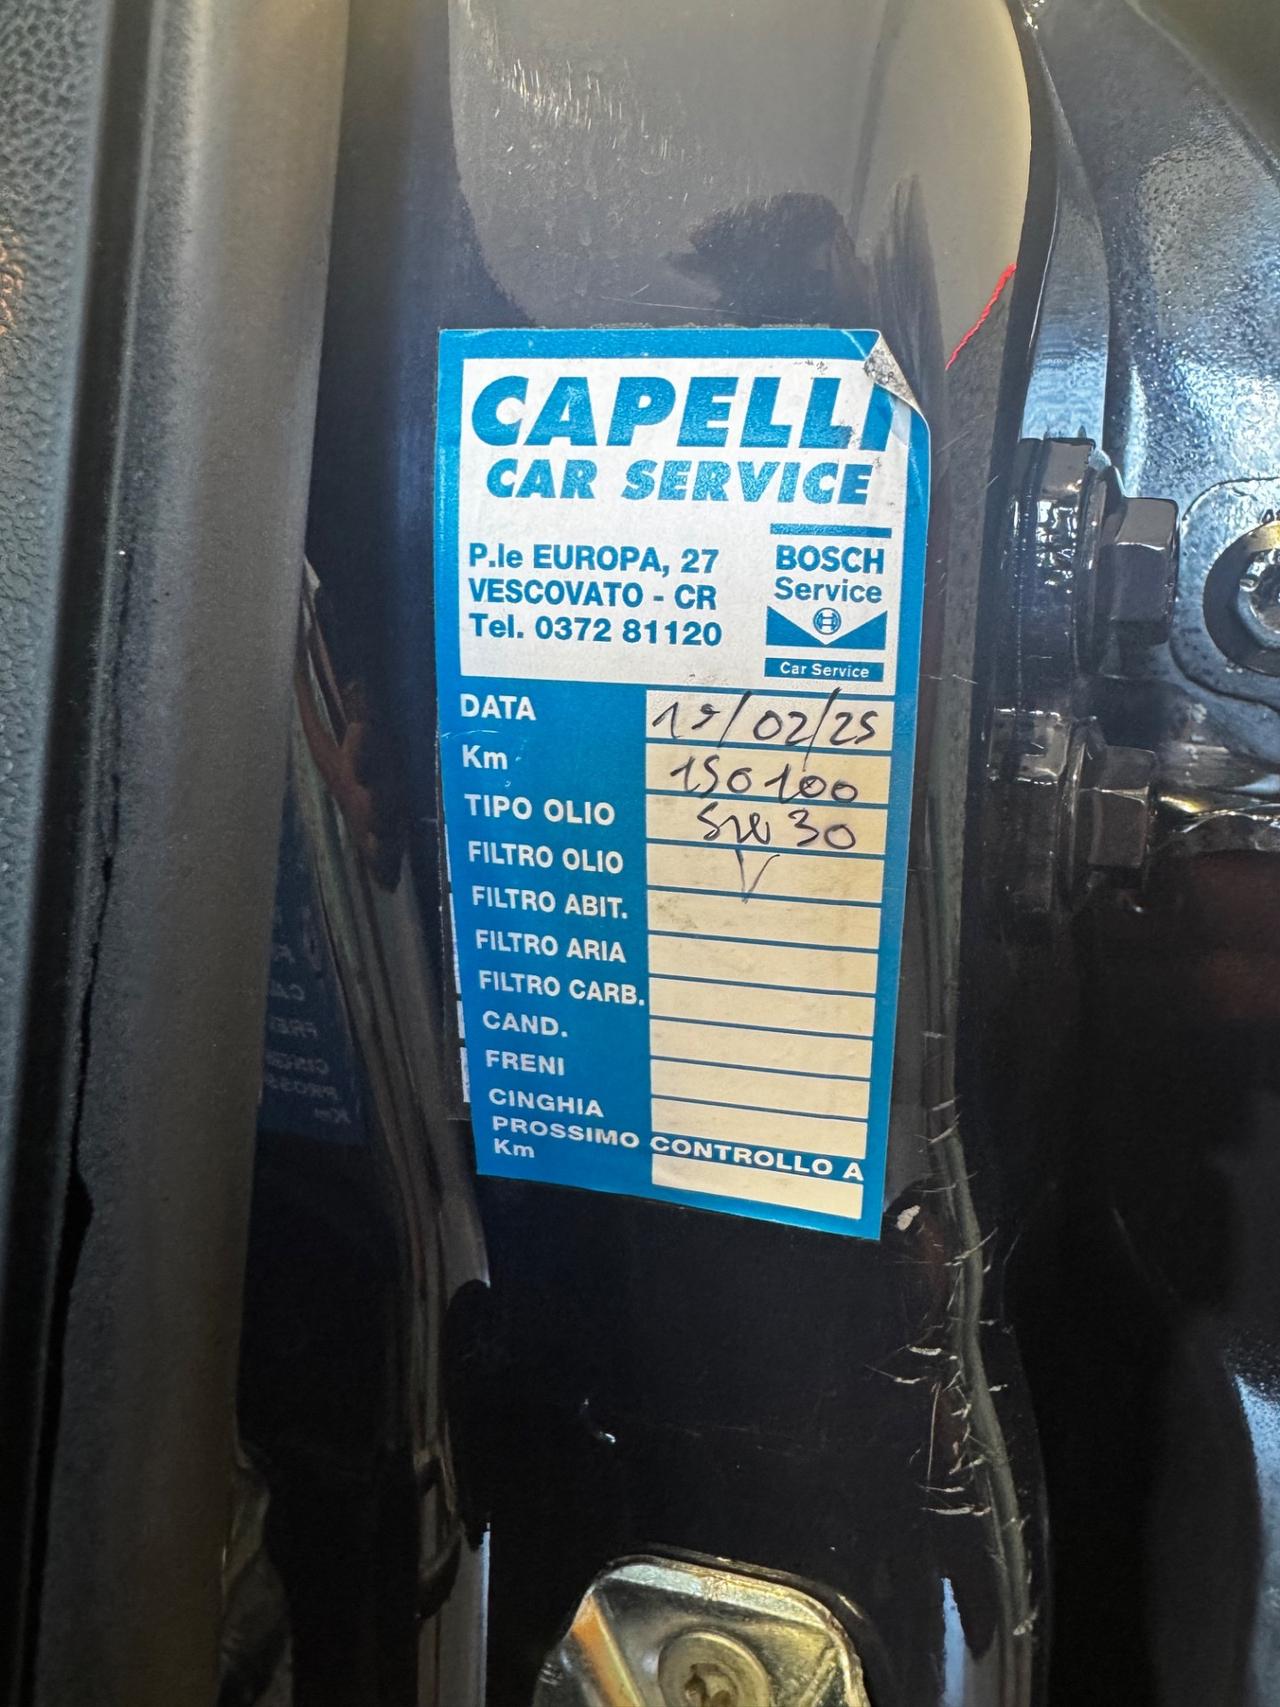 CAPELLI
CAR SERVICE
P.le EUROPA, 27
VESCOVATO - CR
Tel. 0372 81120
BOSCH
Service
Car Service
DATA 19/02/25
Km 150100
TIPO OLIO 5W30
FILTRO OLIO V
FILTRO ABIT.
FILTRO ARIA
FILTRO CARB.
CAND.
FRENI
CINGHIA
PROSSIMO CONTROLLO A
Km